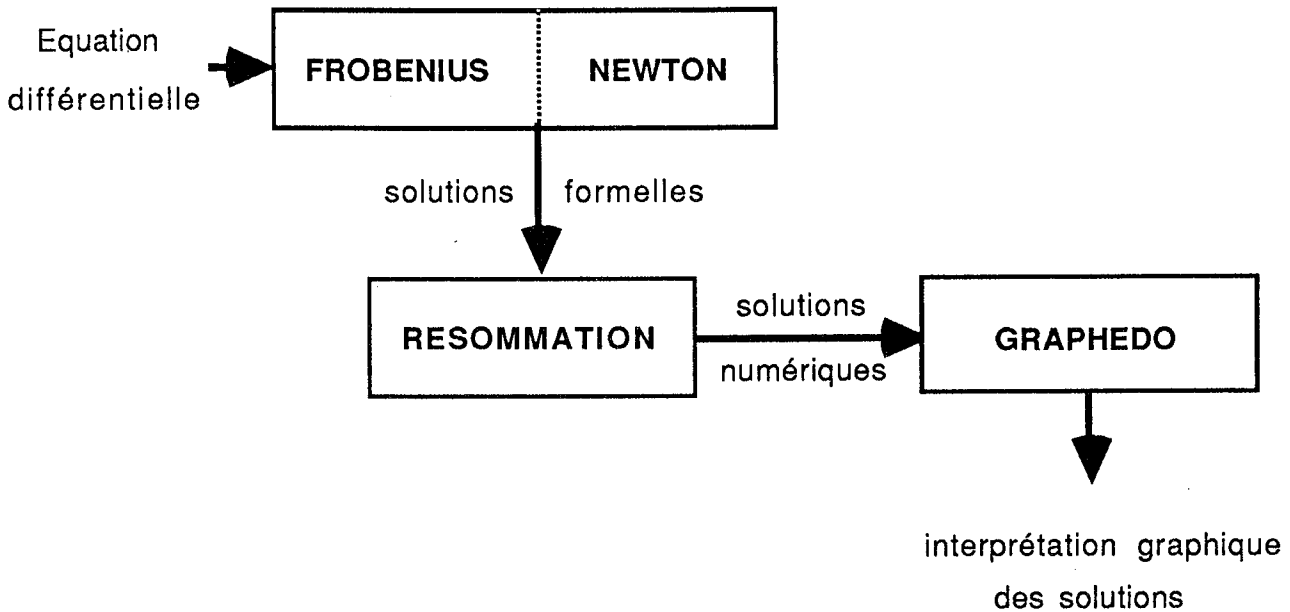 Equation
différentielle
FROBENIUS
NEWTON
solutions formelles
RESOMMATION
solutions
numériques
GRAPHEDO
interprétation graphique
des solutions